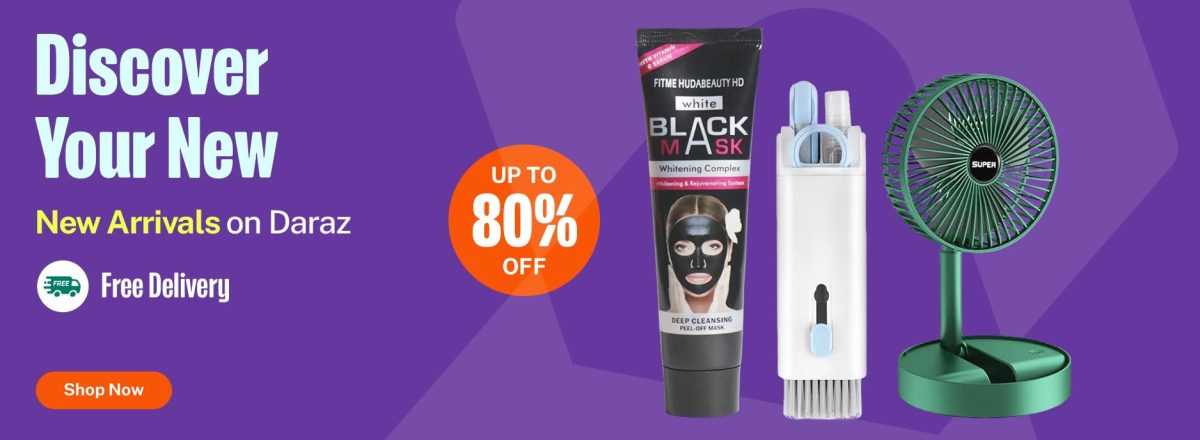 Discover
Your New
New Arrivals on Daraz
FREE
Free Delivery
Shop Now
UP TO
80%
OFF
WITH VITAMIN
C SERUM
FITME HUDABEAUTY HD
white
BLACK
MASK
Whitening Complex
Whitening & Rejuvenating System
DEEP CLEANSING
PEEL-OFF MASK
SUPER